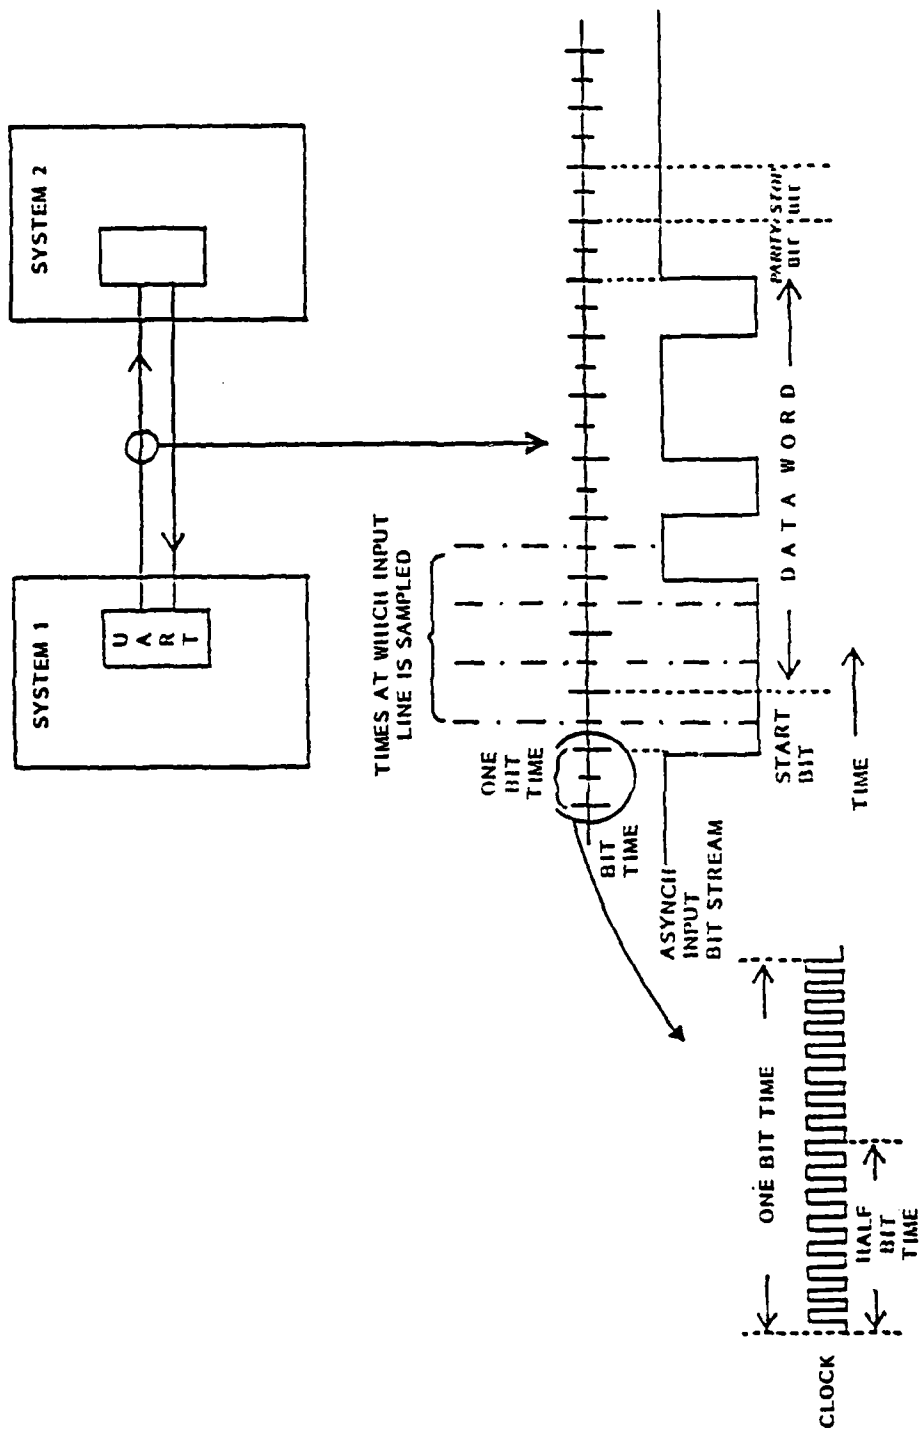 SYSTEM 1
U
A
R
T
SYSTEM 2
TIMES AT WHICH INPUT
LINE IS SAMPLED
ONE
BIT
TIME
BIT
TIME
ASYNCH
INPUT
BIT STREAM
START
BIT
DATA WORD
PARITY
BIT
STOP
BIT
TIME
ONE BIT TIME
CLOCK
HALF
BIT
TIME